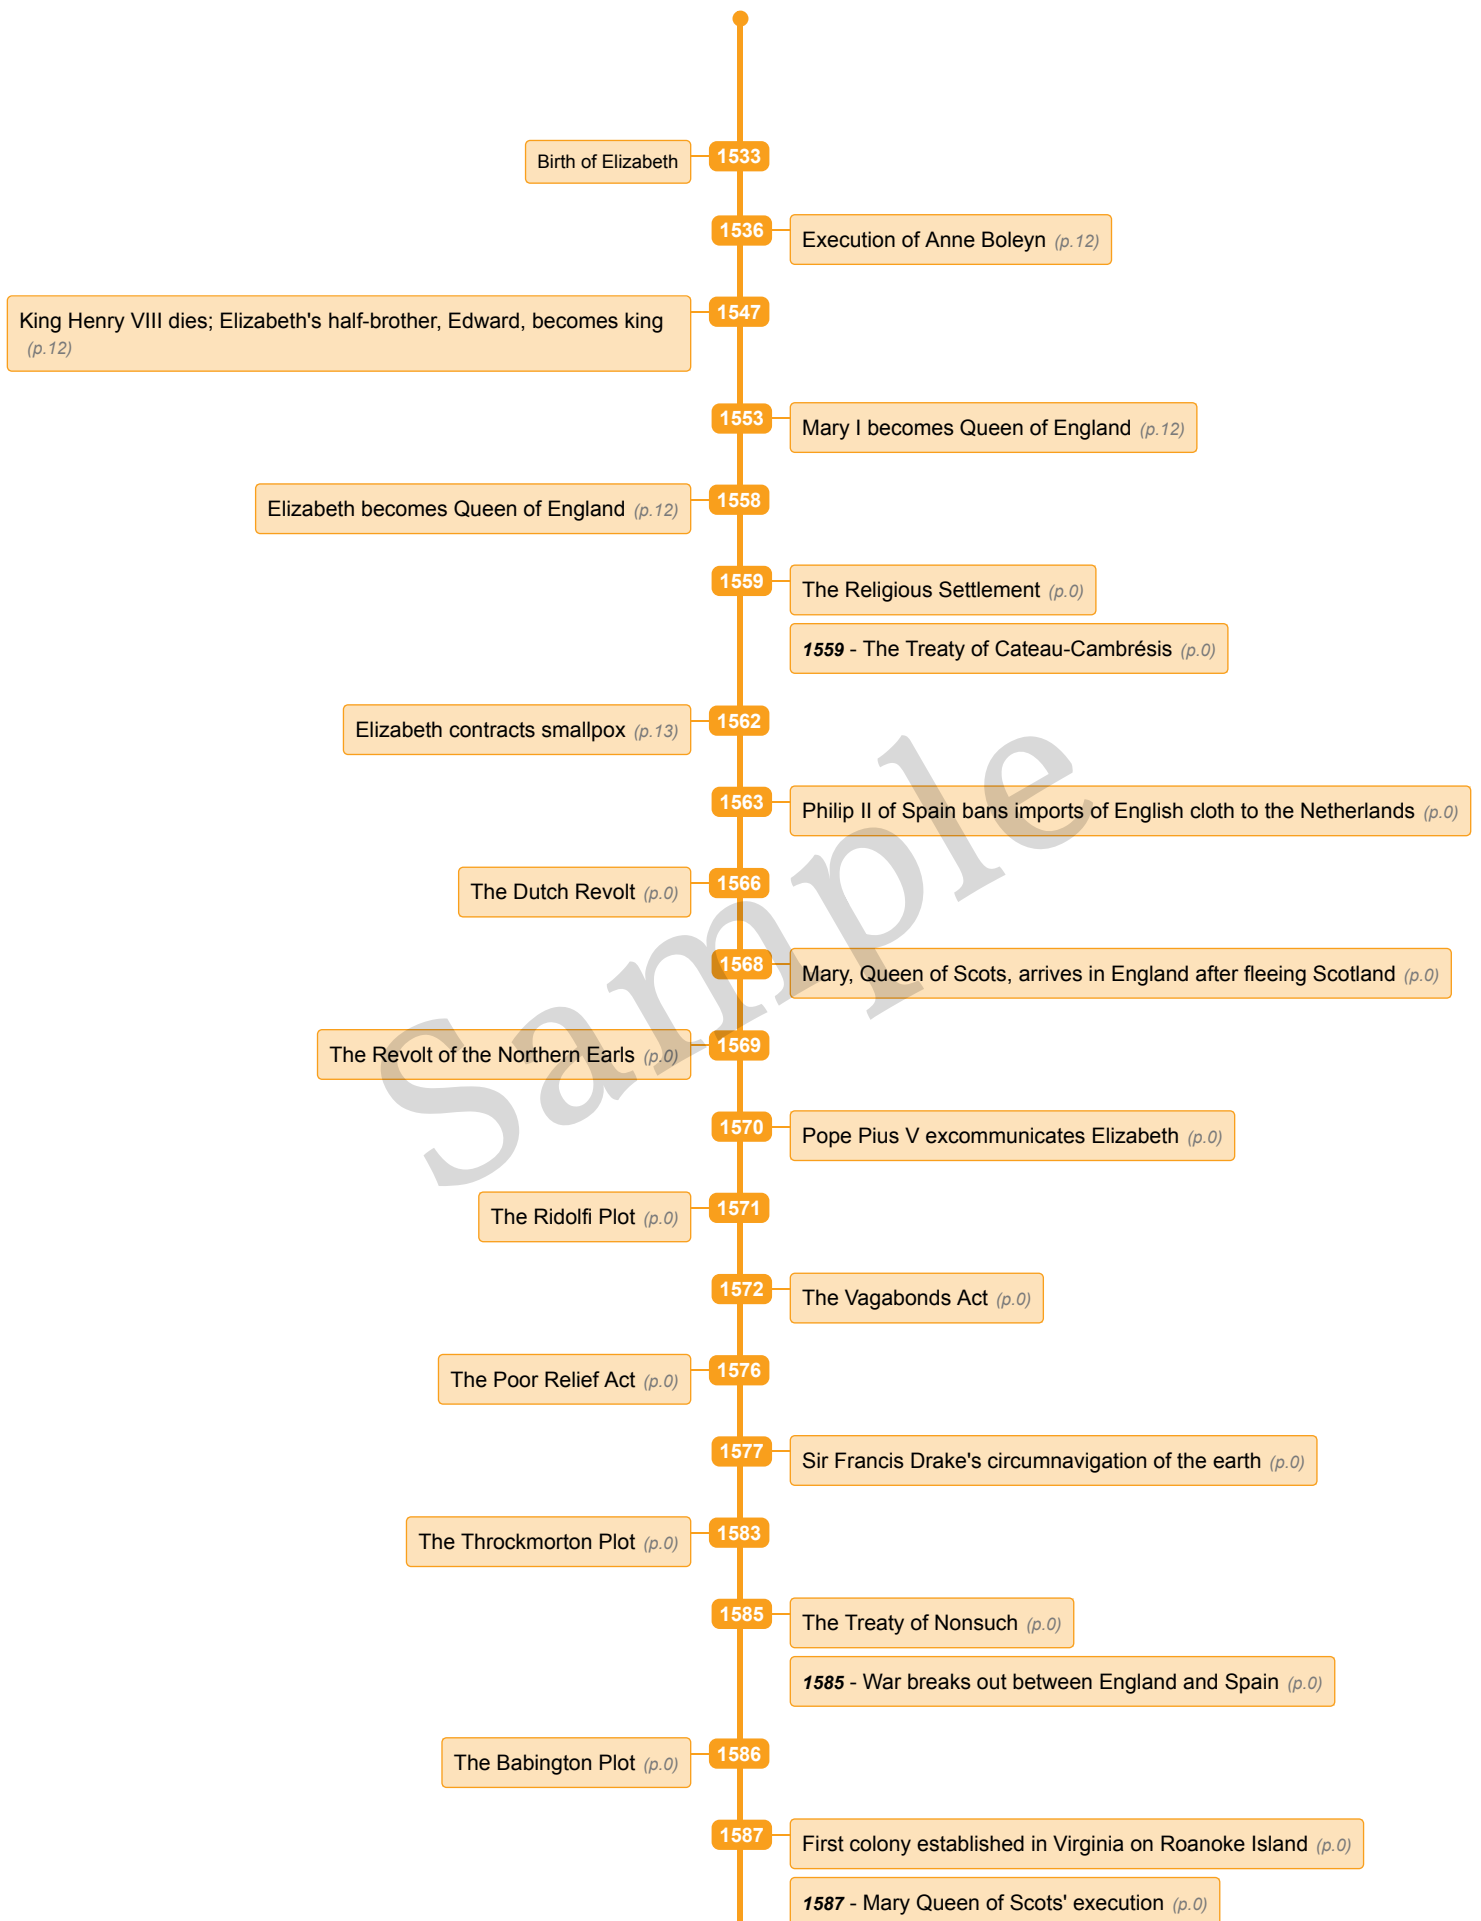 1533
Birth of Elizabeth
1536
Execution of Anne Boleyn (p.12)
1547
King Henry VIII dies; Elizabeth's half-brother, Edward, becomes king
(p.12)
1553
Mary I becomes Queen of England (p.12)
1558
Elizabeth becomes Queen of England (p.12)
1559
The Religious Settlement (p.0)
1559 - The Treaty of Cateau-Cambrésis (p.0)
1562
Elizabeth contracts smallpox (p.13)
1563
Philip II of Spain bans imports of English cloth to the Netherlands (p.0)
1566
The Dutch Revolt (p.0)
1568
Mary, Queen of Scots, arrives in England after fleeing Scotland (p.0)
1569
The Revolt of the Northern Earls (p.0)
1570
Pope Pius V excommunicates Elizabeth (p.0)
1571
The Ridolfi Plot (p.0)
1572
The Vagabonds Act (p.0)
1576
The Poor Relief Act (p.0)
1577
Sir Francis Drake's circumnavigation of the earth (p.0)
1583
The Throckmorton Plot (p.0)
1585
The Treaty of Nonsuch (p.0)
1585 - War breaks out between England and Spain (p.0)
1586
The Babington Plot (p.0)
1587
First colony established in Virginia on Roanoke Island (p.0)
1587 - Mary Queen of Scots' execution (p.0)
Sample